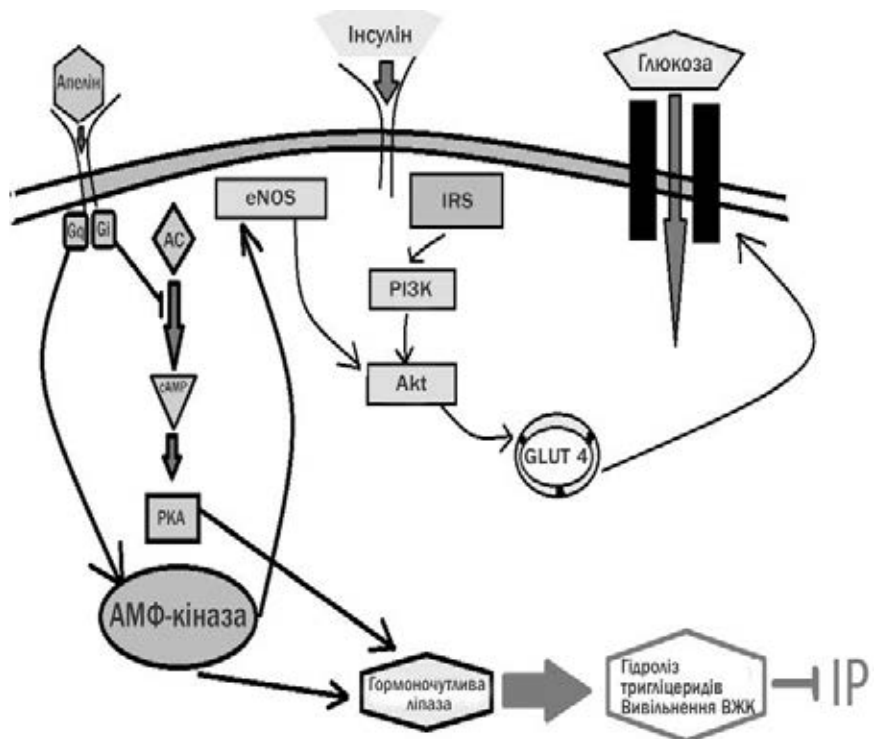 Апелін
Інсулін
Глюкоза
Gq
Gi
AC
eNOS
IRS
PI3K
cAMP
Akt
GLUT 4
PKA
АМФ-кіназа
Гормоночутлива
ліпаза
Гідроліз
тригліцеридів
Вивільнення ВЖК
ІР